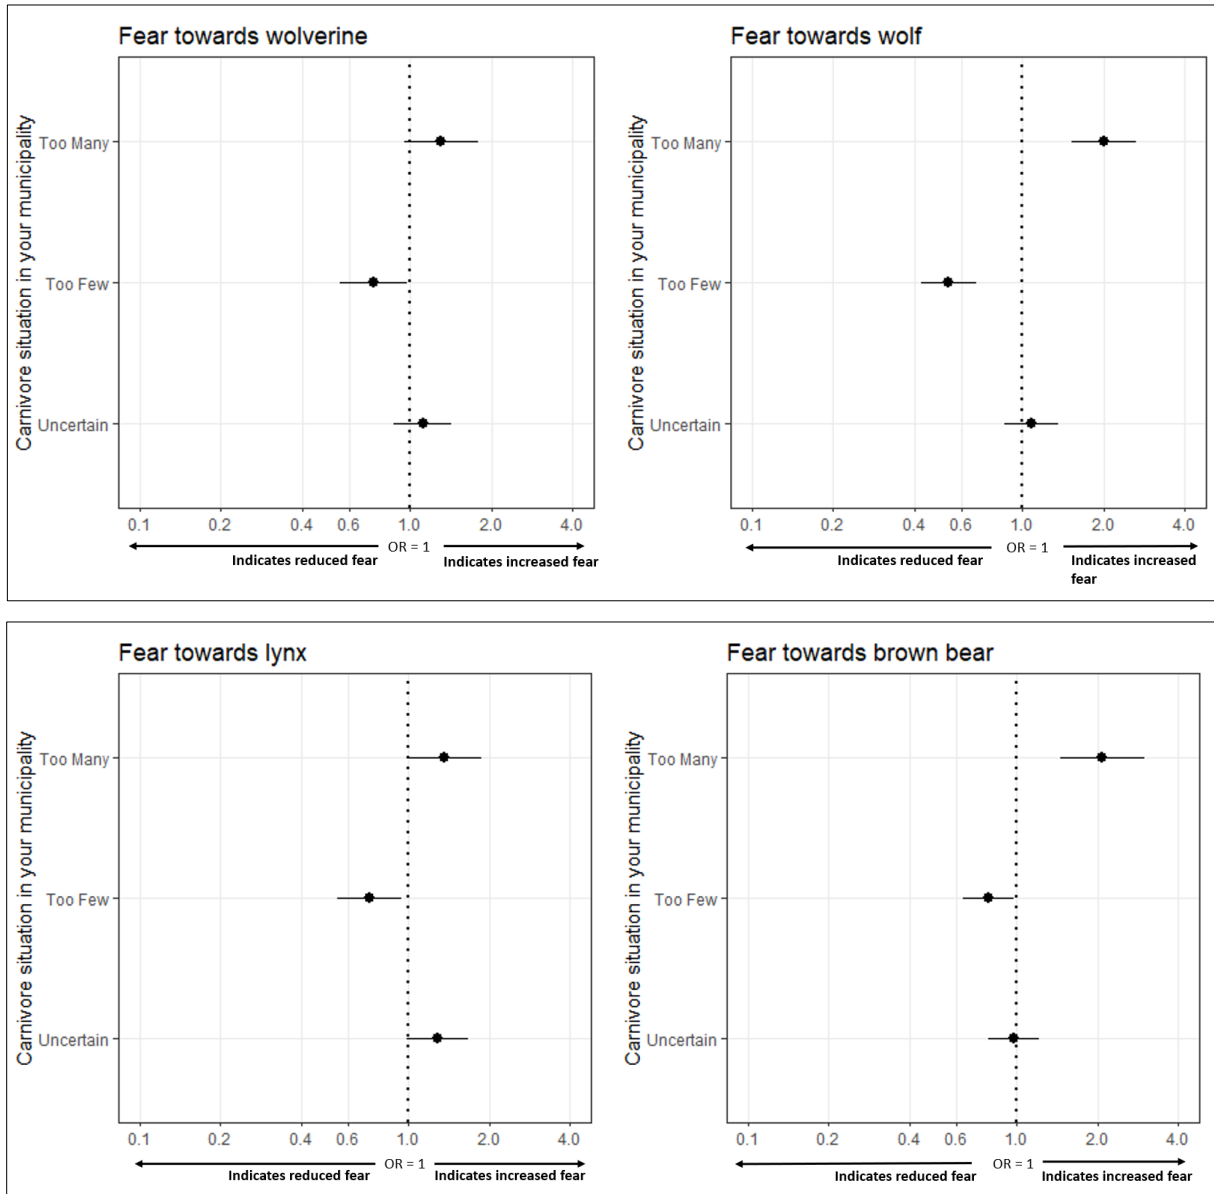 Fear towards wolverine
Carnivore situation in your municipality
Too Many
Too Few
Uncertain
0.1 0.2 0.4 0.6 1.0 2.0 4.0
Indicates reduced fear OR = 1 Indicates increased fear
Fear towards wolf
Carnivore situation in your municipality
Too Many
Too Few
Uncertain
0.1 0.2 0.4 0.6 1.0 2.0 4.0
Indicates reduced fear OR = 1 Indicates increased
fear
Fear towards lynx
Carnivore situation in your municipality
Too Many
Too Few
Uncertain
0.1 0.2 0.4 0.6 1.0 2.0 4.0
Indicates reduced fear OR = 1 Indicates increased fear
Fear towards brown bear
Carnivore situation in your municipality
Too Many
Too Few
Uncertain
0.1 0.2 0.4 0.6 1.0 2.0 4.0
Indicates reduced fear OR = 1 Indicates increased fear